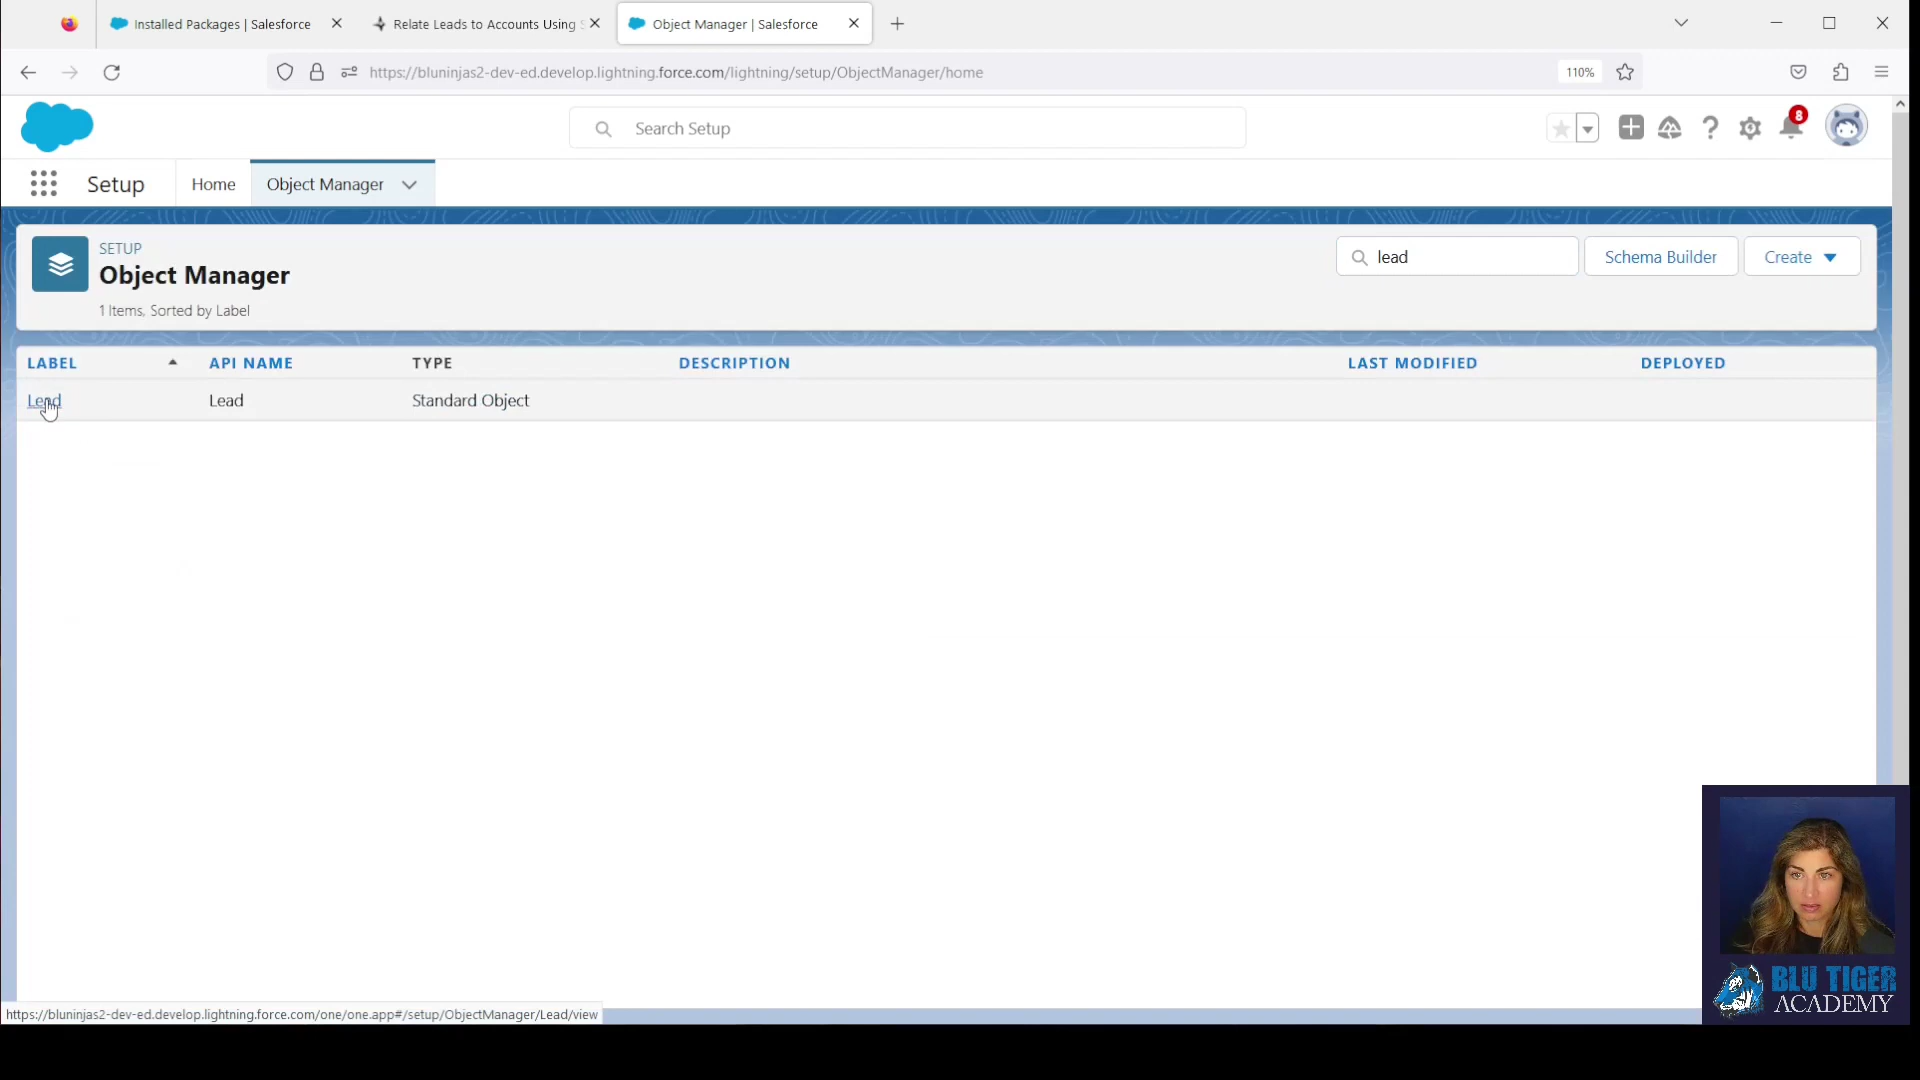 Installed Packages | Salesforce
Relate Leads to Accounts Using
Object Manager | Salesforce
https://bluninjas2-dev-ed.develop.lightning.force.com/lightning/setup/ObjectManager/home
110%
Search Setup
8
Setup
Home
Object Manager
SETUP
Object Manager
1 Items, Sorted by Label
lead
Schema Builder
Create
LABEL
API NAME
TYPE
DESCRIPTION
LAST MODIFIED
DEPLOYED
Lead
Lead
Standard Object
https://bluninjas2-dev-ed.develop.lightning.force.com/one/one.app#/setup/ObjectManager/Lead/view
BLU TIGER
ACADEMY